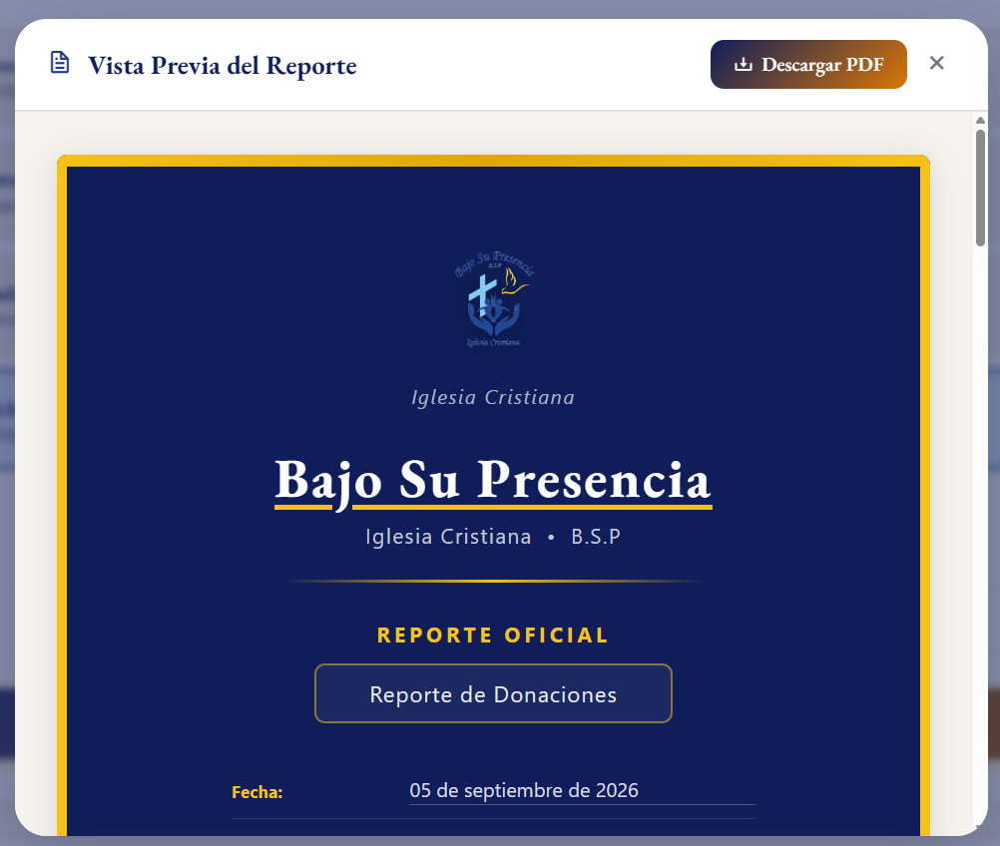 Vista Previa del Reporte
Descargar PDF
Bajo Su Presencia
B.S.P
Iglesia Cristiana
Iglesia Cristiana
Bajo Su Presencia
Iglesia Cristiana • B.S.P
REPORTE OFICIAL
Reporte de Donaciones
Fecha: 05 de septiembre de 2026